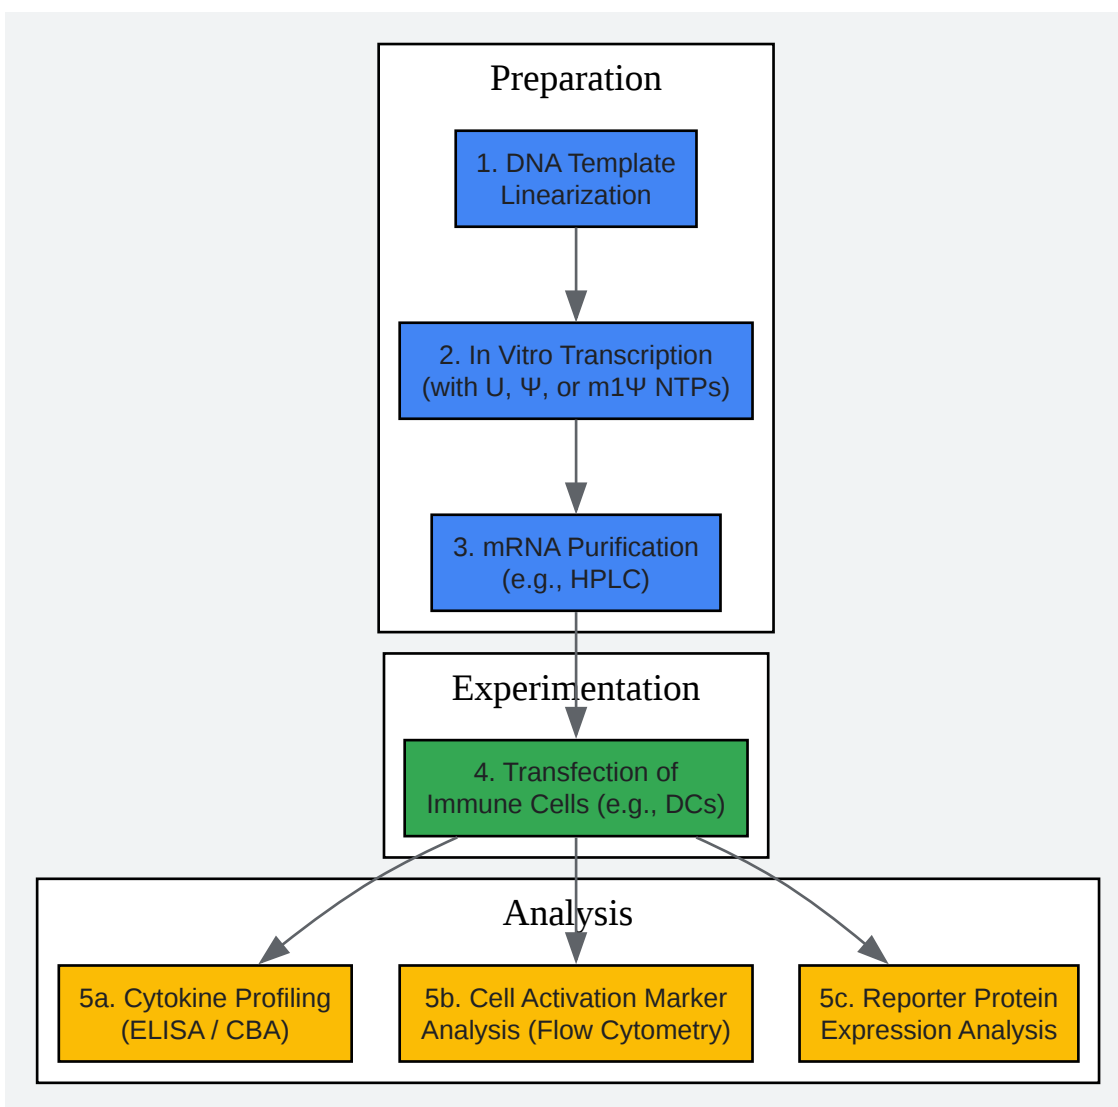 Preparation
1. DNA Template
Linearization
2. In Vitro Transcription
(with U, Ψ, or m1Ψ NTPs)
3. mRNA Purification
(e.g., HPLC)
Experimentation
4. Transfection of
Immune Cells (e.g., DCs)
Analysis
5a. Cytokine Profiling
(ELISA / CBA)
5b. Cell Activation Marker
Analysis (Flow Cytometry)
5c. Reporter Protein
Expression Analysis